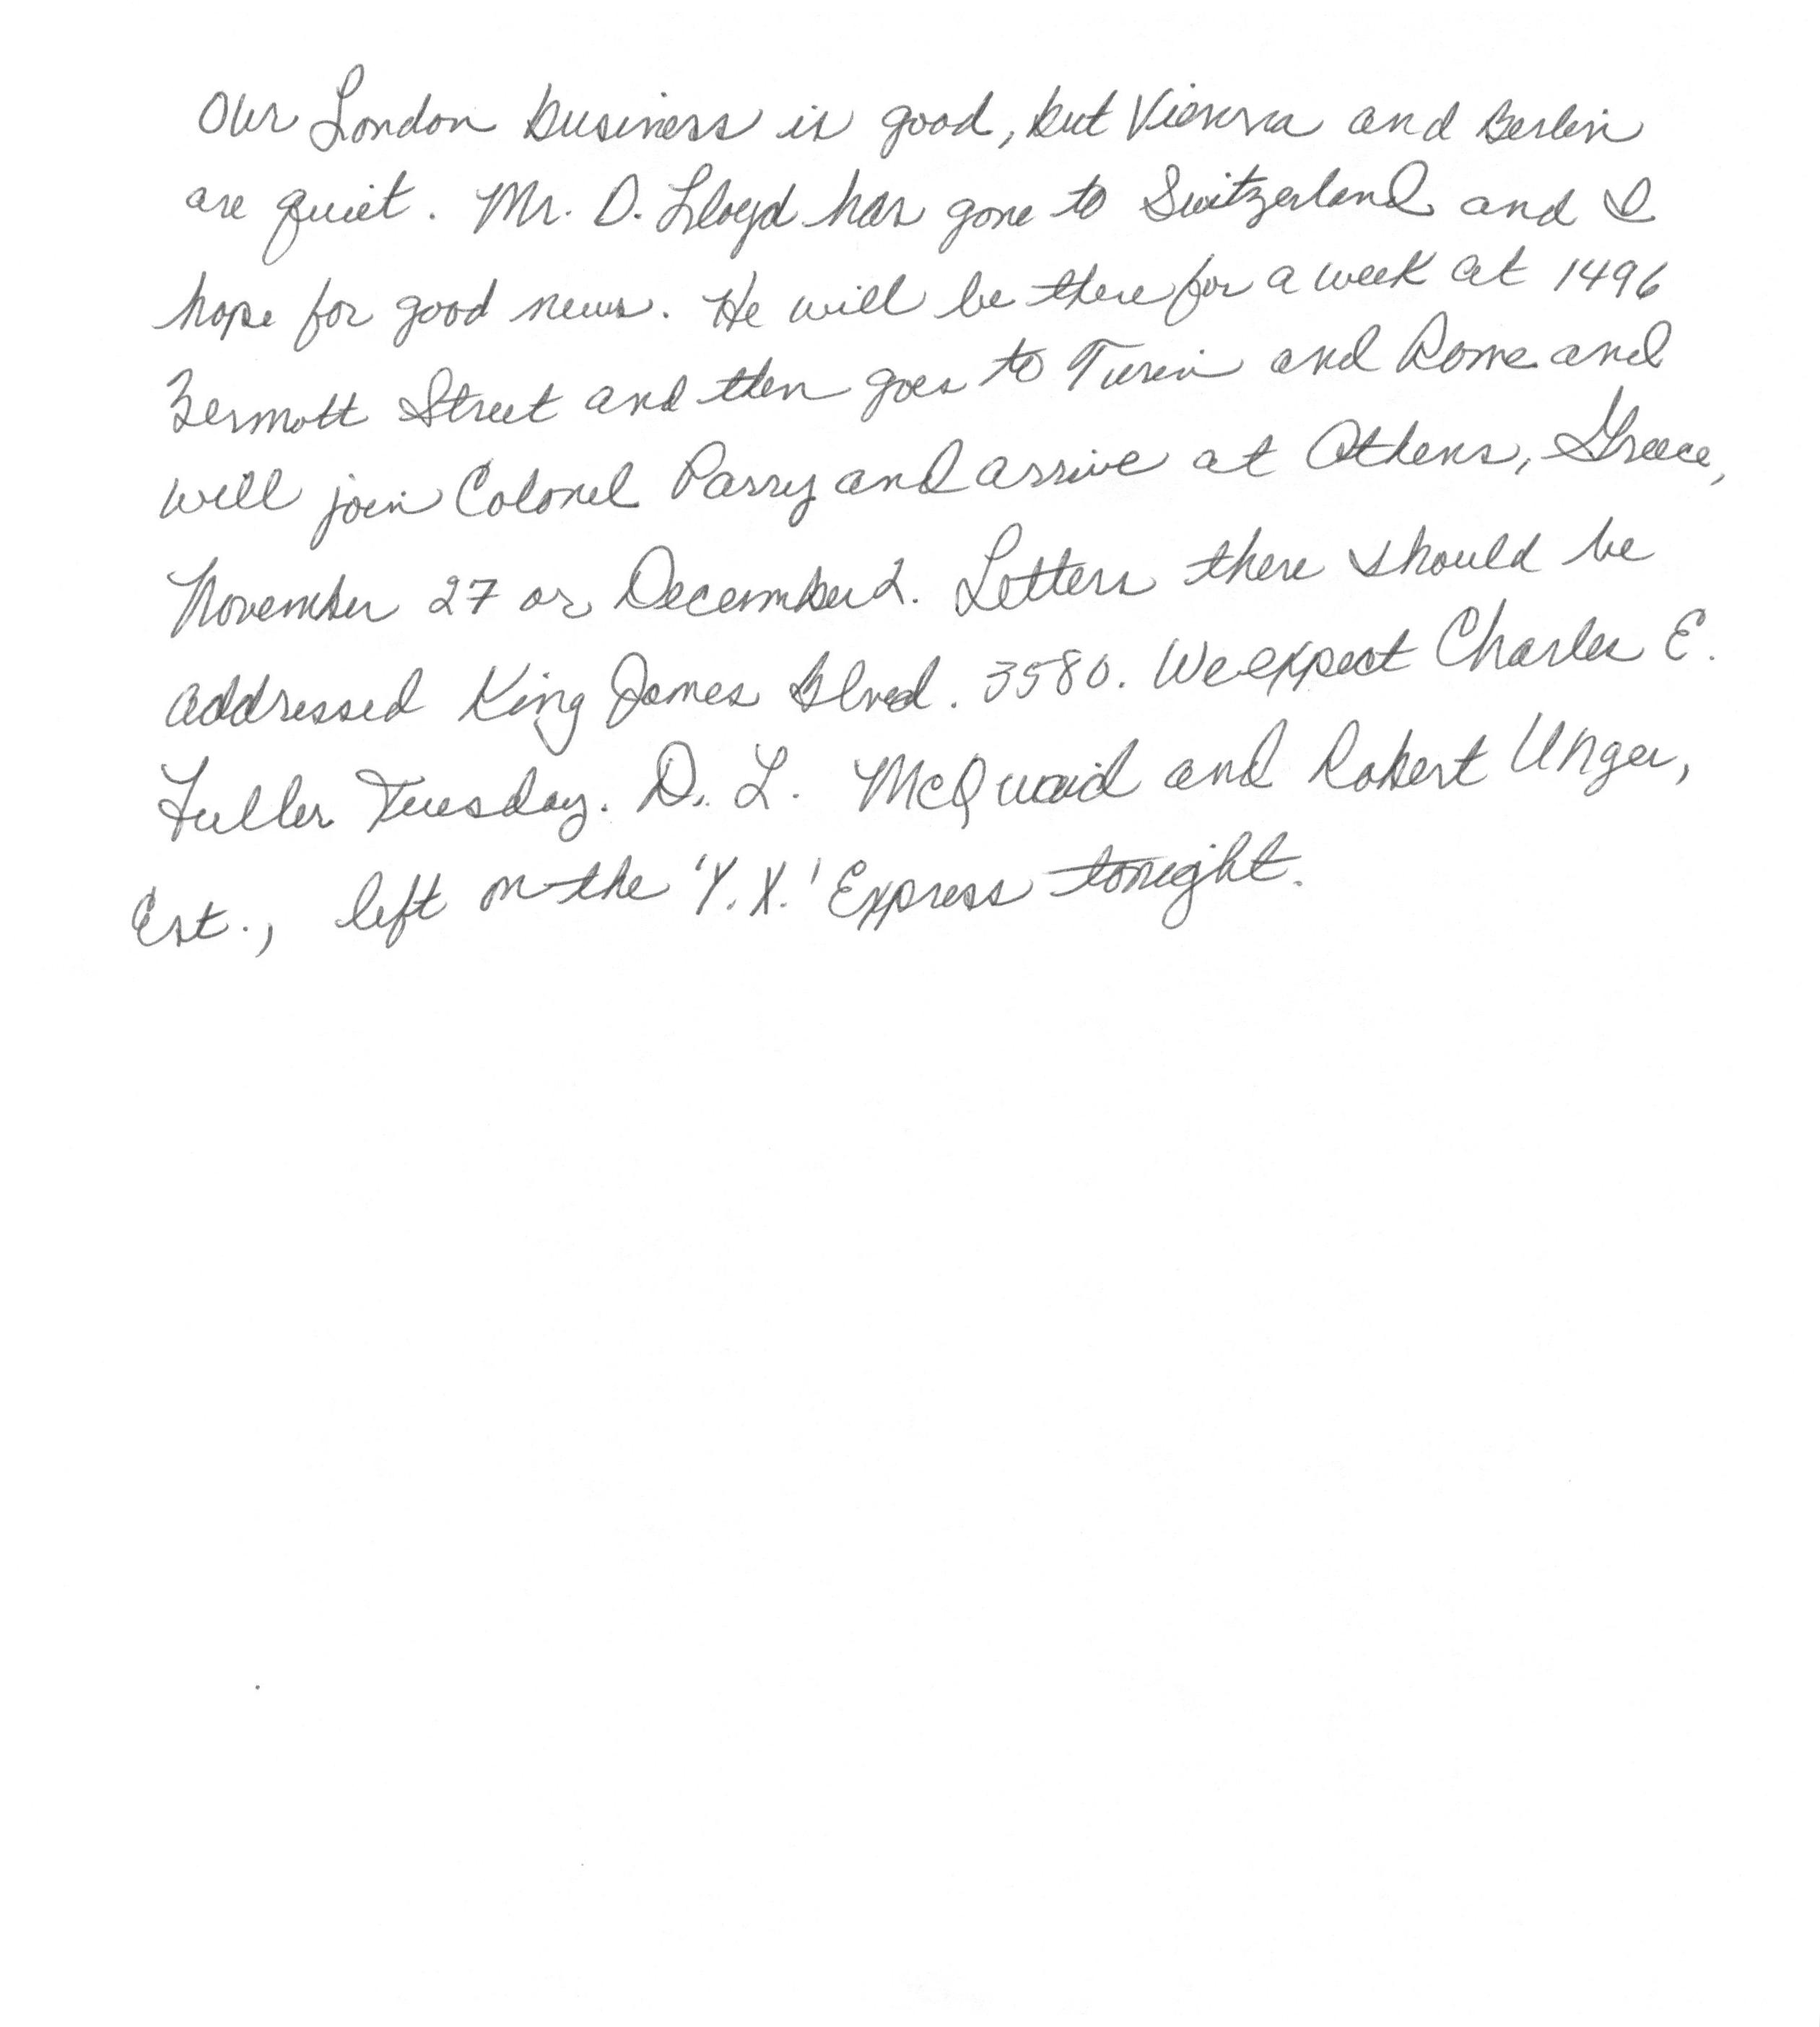 Our London business is good, but Vienna and Berlin
are quiet. Mr. D. Lloyd has gone to Switzerland and I
hope for good news. He will be there for a week at 1496
Zermott Street and then goes to Turin and Rome and
will join Colonel Parry and arrive at Athens, Greece,
November 27 or December 2. Letters there should be
addressed King James Blvd. 3580. We expect Charles E.
Fuller Tuesday. D. L. McQuaid and Robert Unger,
Est., left on the 'Y.X.' Express tonight.